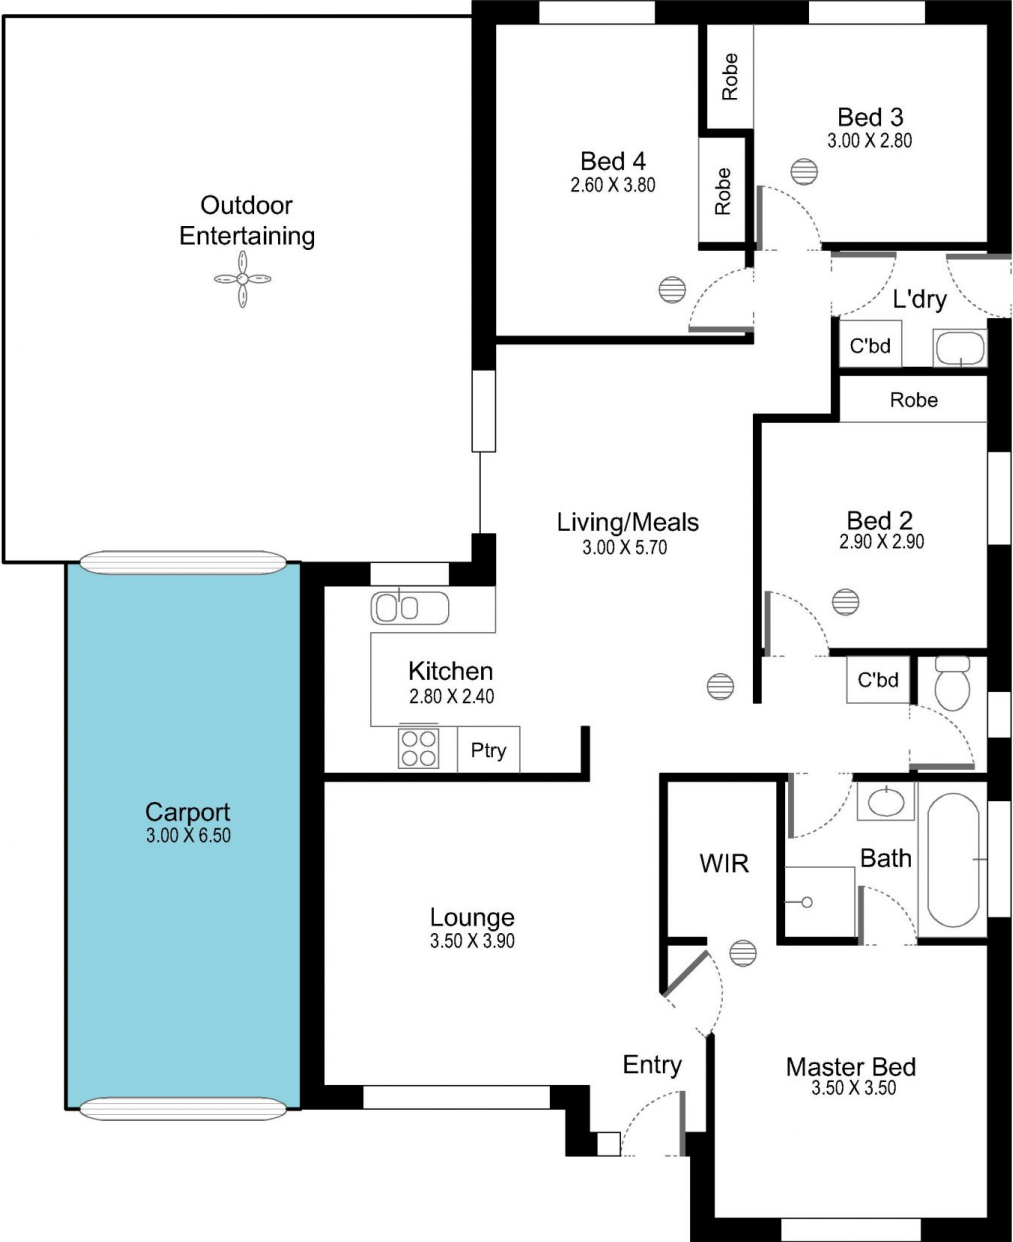 Outdoor
Entertaining
Bed 4
2.60 X 3.80
Robe
Robe
Bed 3
3.00 X 2.80
L'dry
C'bd
Robe
Living/Meals
3.00 X 5.70
Bed 2
2.90 X 2.90
Kitchen
2.80 X 2.40
Ptry
C'bd
Carport
3.00 X 6.50
Lounge
3.50 X 3.90
WIR
Bath
Entry
Master Bed
3.50 X 3.50